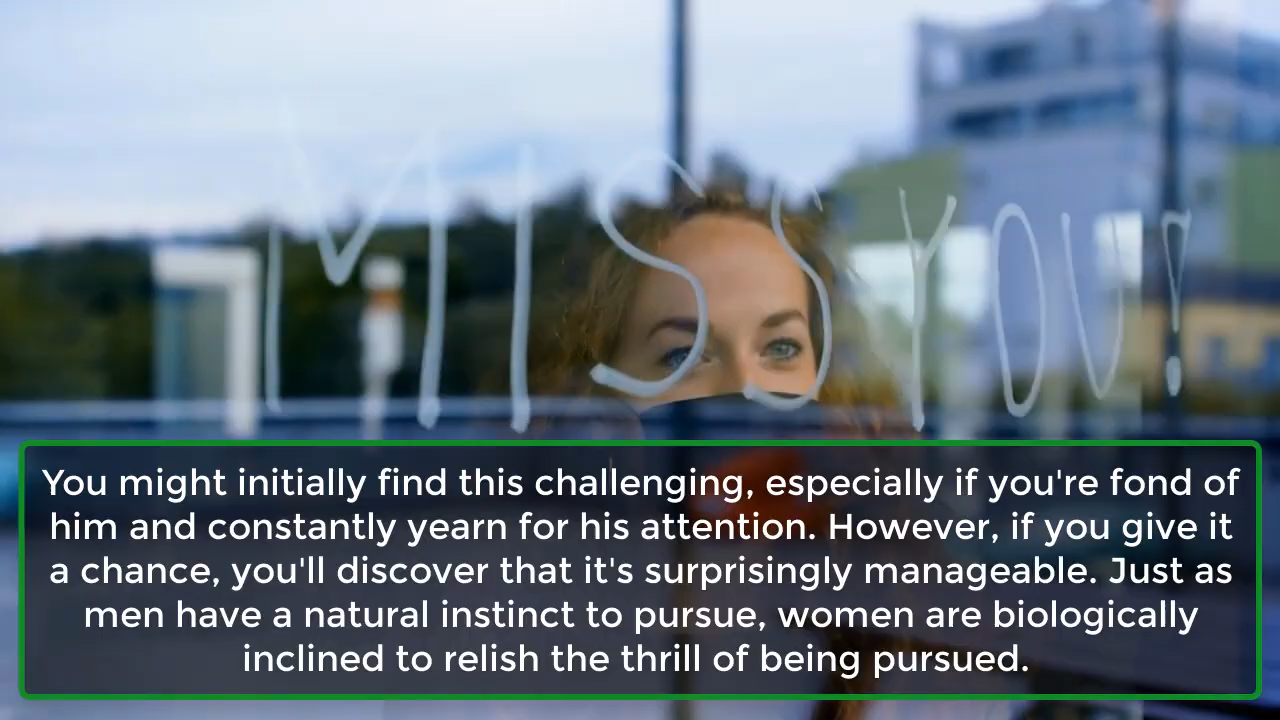 MISS YOU!
You might initially find this challenging, especially if you're fond of
him and constantly yearn for his attention. However, if you give it
a chance, you'll discover that it's surprisingly manageable. Just as
men have a natural instinct to pursue, women are biologically
inclined to relish the thrill of being pursued.